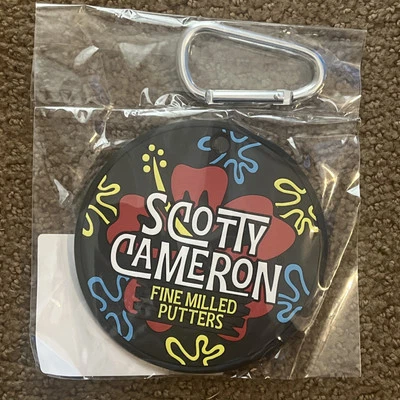 SCOTTY
CAMERON
FINE MILLED
PUTTERS